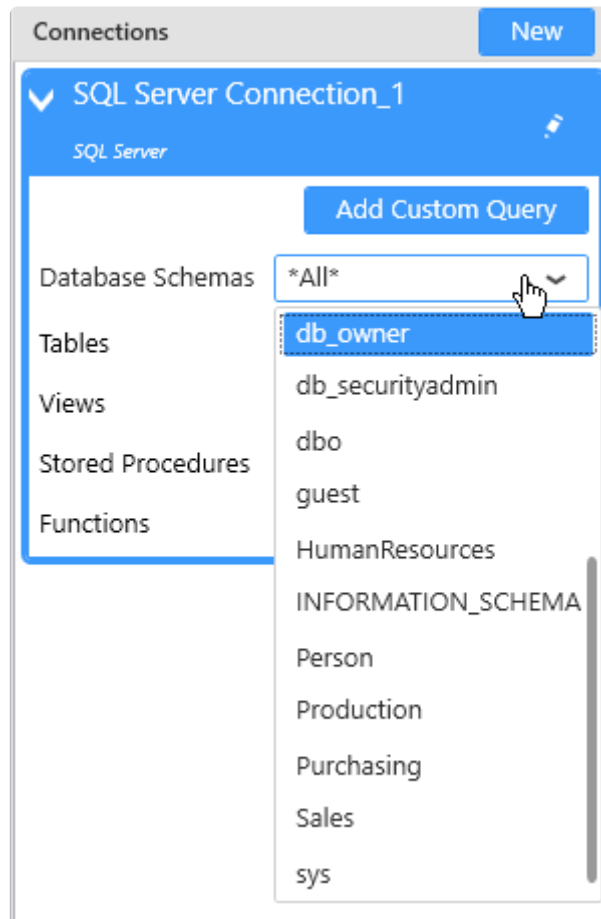 Connections New
SQL Server Connection_1
SQL Server
Add Custom Query
Database Schemas *All*
Tables
Views
Stored Procedures
Functions
db_owner
db_securityadmin
dbo
guest
HumanResources
INFORMATION_SCHEMA
Person
Production
Purchasing
Sales
sys